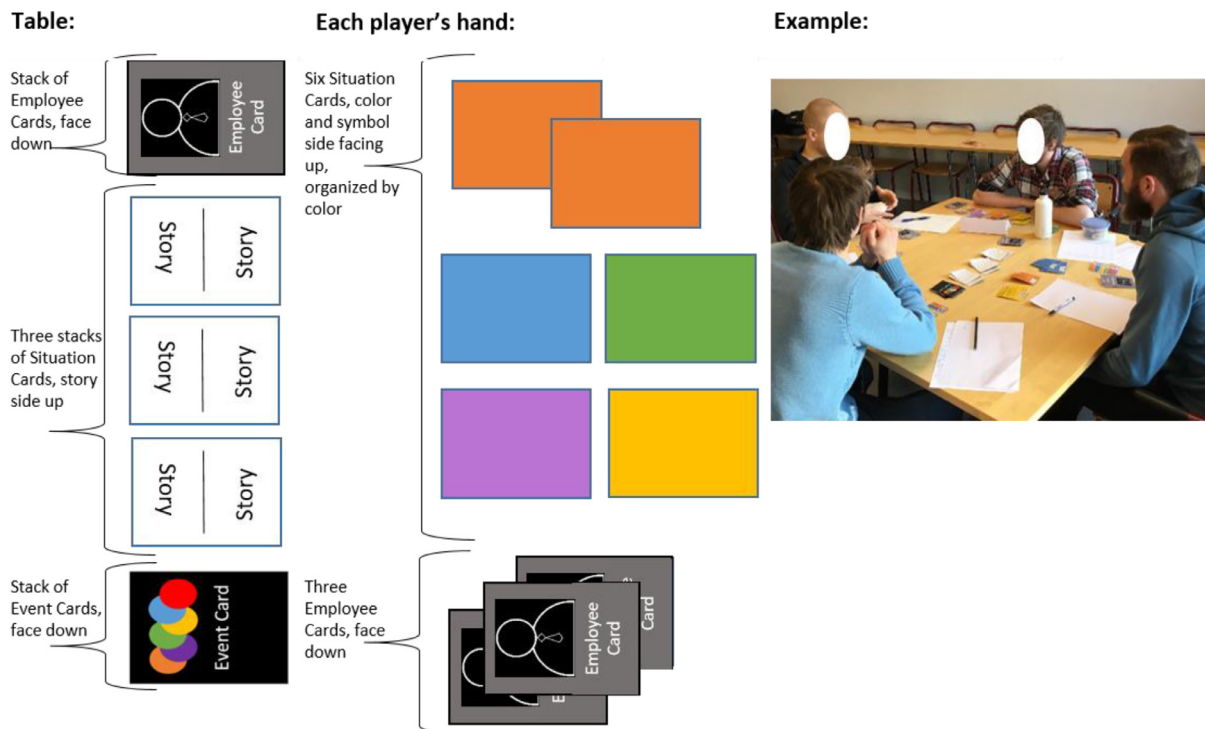 Table:
Each player's hand:
Example:
Stack of
Employee
Cards, face
down
Employee
Card
Three stacks
of Situation
Cards, story
side up
Story
Story
Story
Story
Story
Story
Stack of
Event Cards,
face down
Event Card
Six Situation
Cards, color
and symbol
side facing
up,
organized by
color
Three
Employee
Cards, face
down
Employee
Card
Card